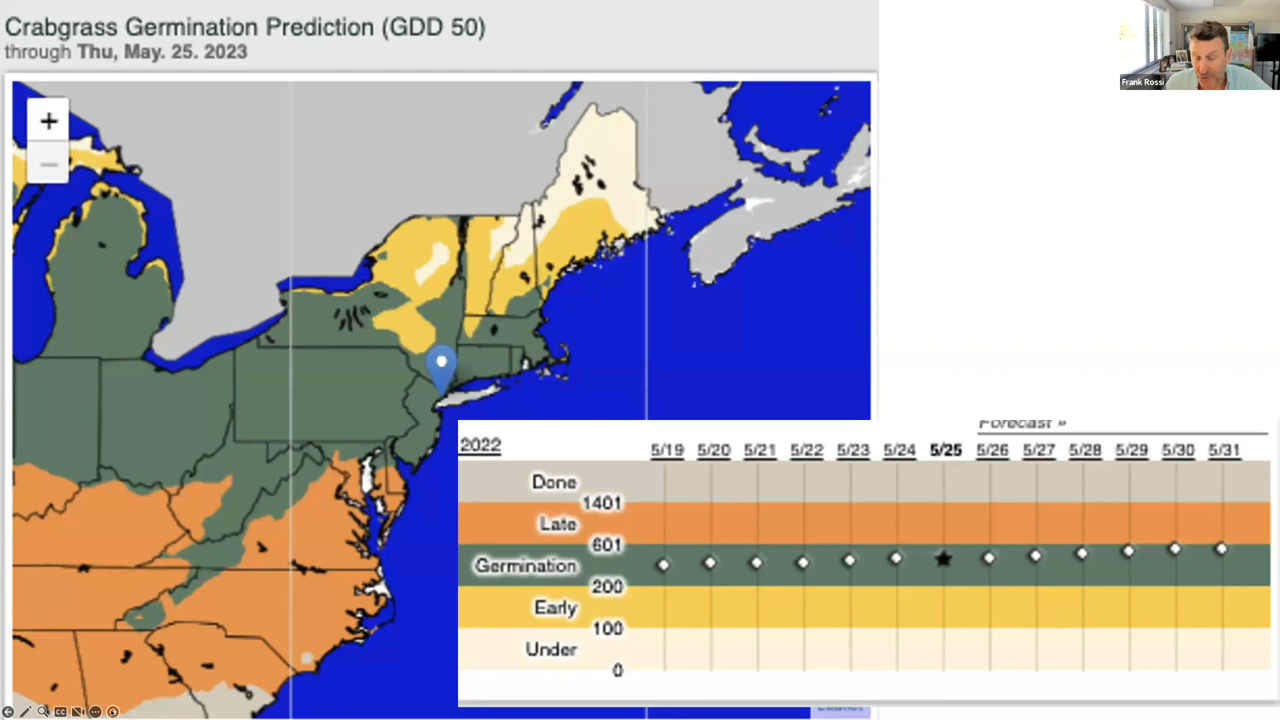 Crabgrass Germination Prediction (GDD 50)
through Thu, May. 25. 2023
+
−
Frank Rossi
Forecast »
2022
5/19 5/20 5/21 5/22 5/23 5/24 5/25 5/26 5/27 5/28 5/29 5/30 5/31
Done
1401
Late
601
Germination
200
Early
100
Under
0